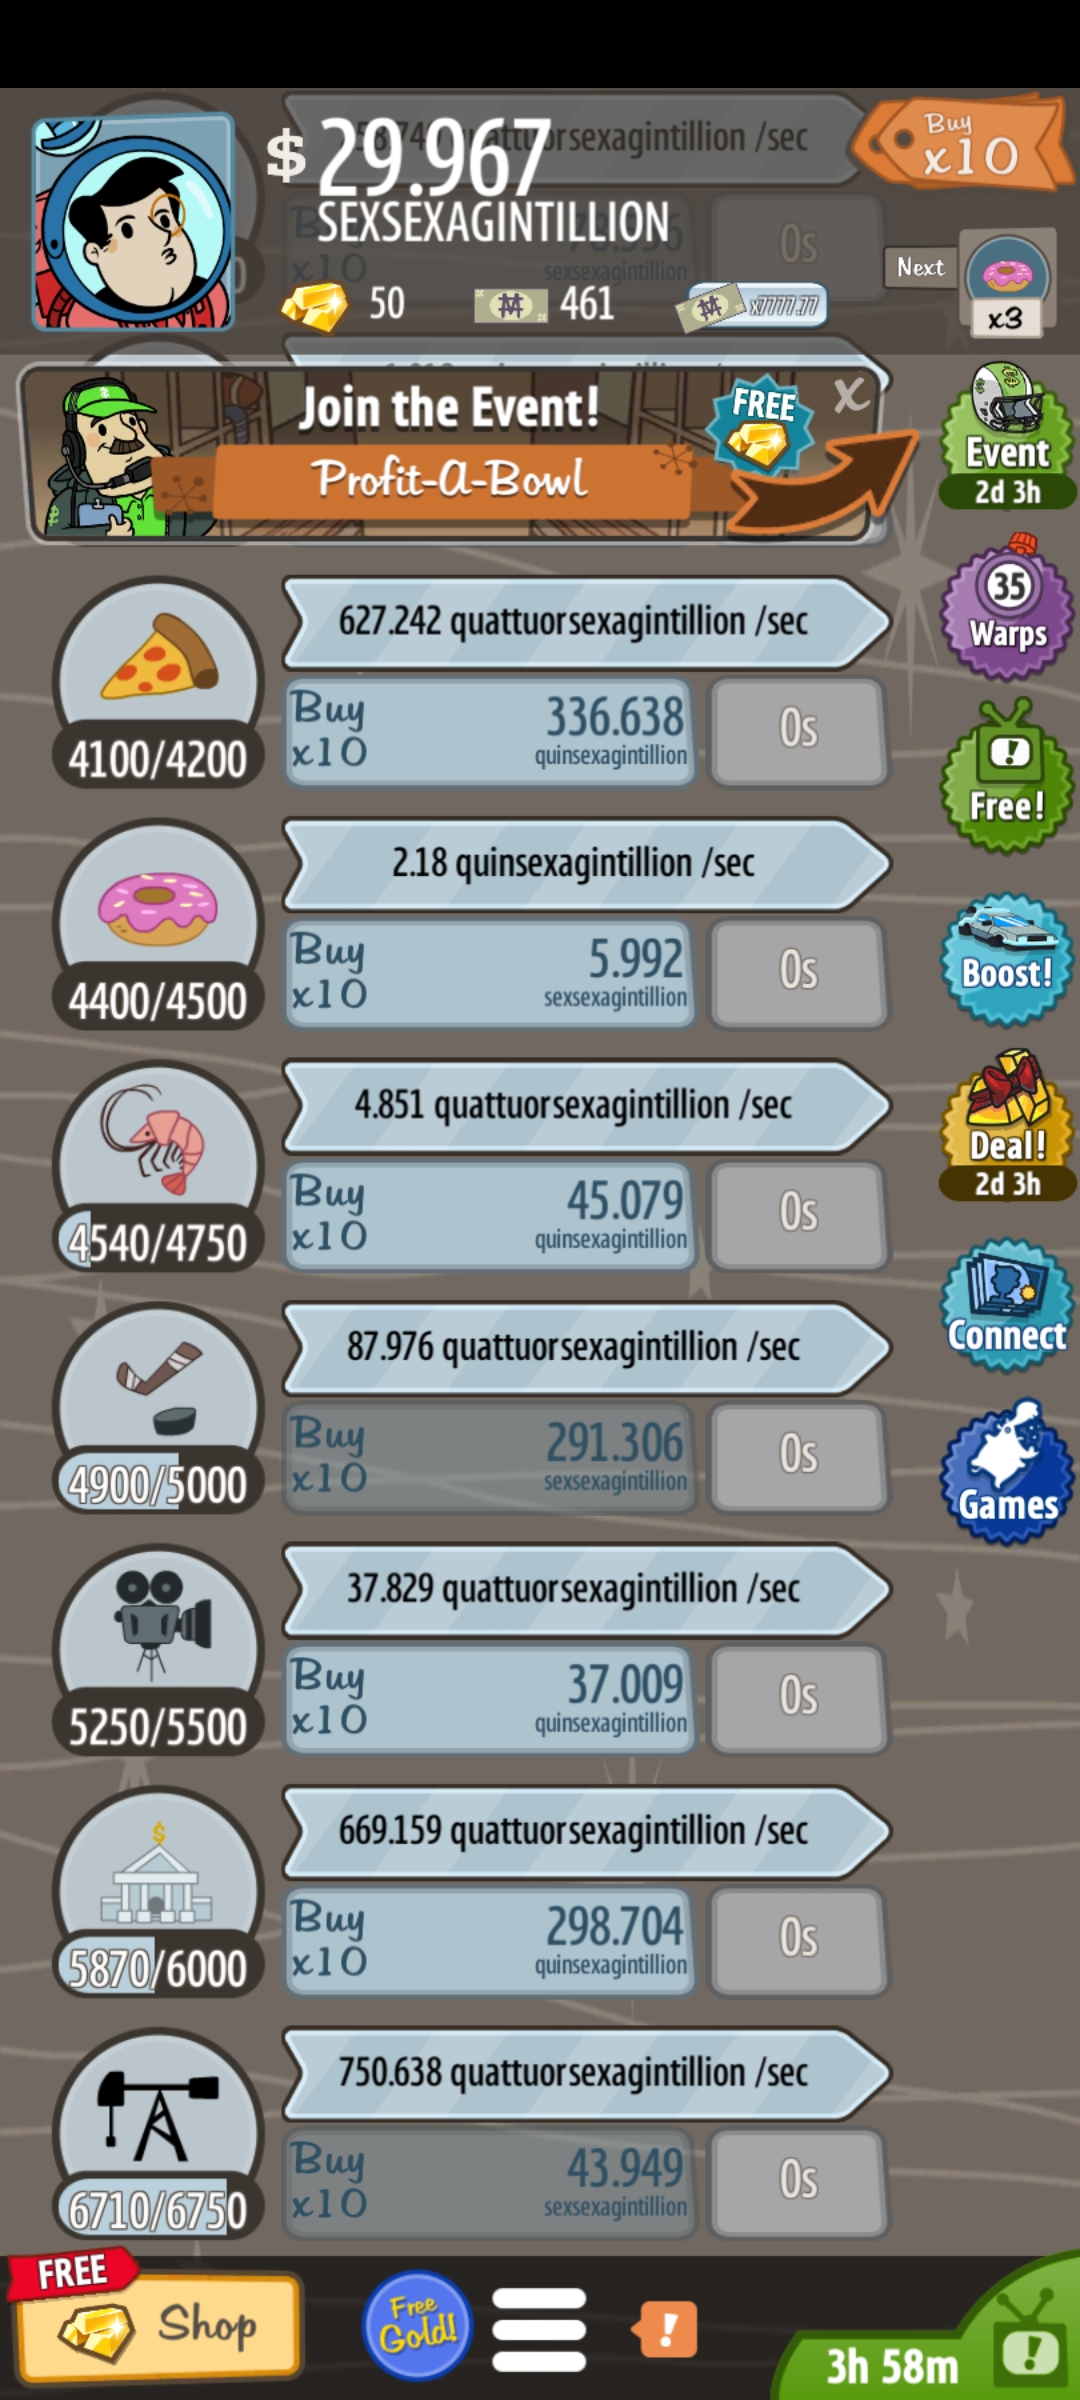 quattuorsexagintillion /sec
$ 29.967
SEXSEXAGINTILLION
Buy
x10
Buy
x10
sexsexagintillion
0s
50
461
x7777.77
Next
x3
Join the Event!
Profit-A-Bowl
FREE
X
Event
2d 3h
627.242 quattuorsexagintillion /sec
Buy
x10
336.638
quinsexagintillion
0s
4100/4200
35
Warps
Free!
2.18 quinsexagintillion /sec
Buy
x10
5.992
sexsexagintillion
0s
4400/4500
Boost!
4.851 quattuorsexagintillion /sec
Buy
x10
45.079
quinsexagintillion
0s
4540/4750
Deal!
2d 3h
87.976 quattuorsexagintillion /sec
Buy
x10
291.306
sexsexagintillion
0s
4900/5000
Connect
Games
37.829 quattuorsexagintillion /sec
Buy
x10
37.009
quinsexagintillion
0s
5250/5500
669.159 quattuorsexagintillion /sec
Buy
x10
298.704
quinsexagintillion
0s
5870/6000
750.638 quattuorsexagintillion /sec
Buy
x10
43.949
sexsexagintillion
0s
6710/6750
FREE
Shop
Free
Gold!
!
3h 58m
!